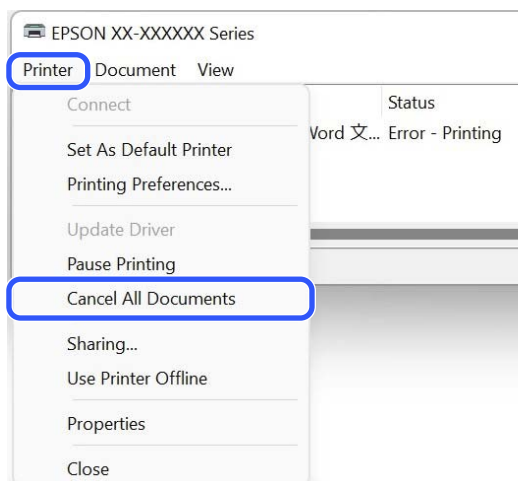 EPSON XX-XXXXXX Series
Printer Document View
Connect
Status
Word 文... Error - Printing
Set As Default Printer
Printing Preferences...
Update Driver
Pause Printing
Cancel All Documents
Sharing...
Use Printer Offline
Properties
Close